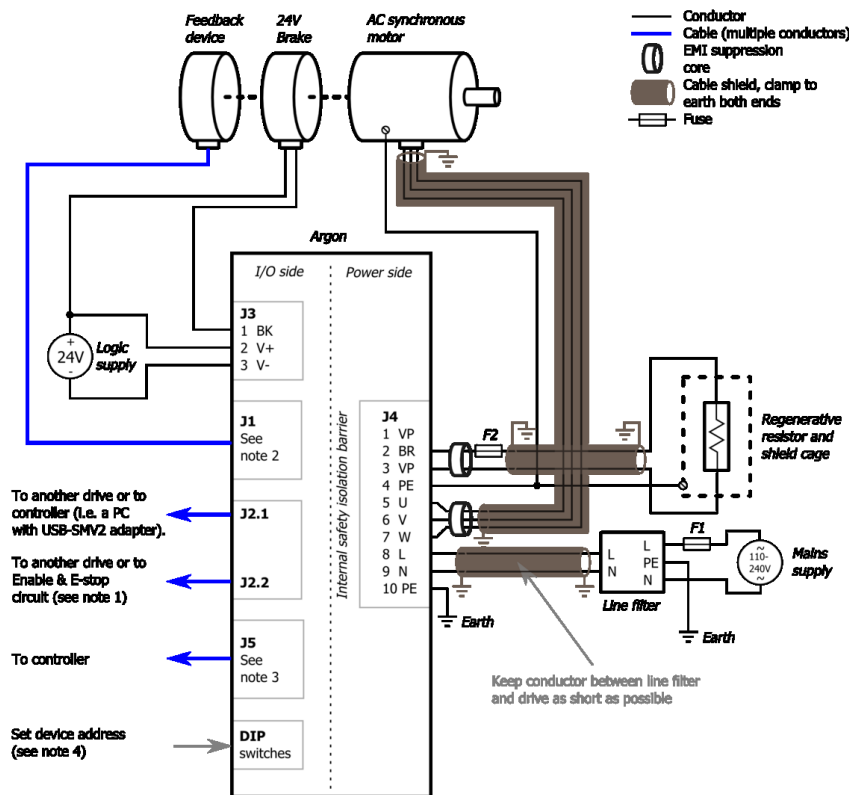 Feedback
device
24V
Brake
AC synchronous
motor
Conductor
Cable (multiple conductors)
EMI suppression
core
Cable shield, clamp to
earth both ends
Fuse
Argon
I/O side
Power side
Internal safety isolation barrier
J3
1 BK
2 V+
3 V-
+
24V
-
Logic
supply
J1
See
note 2
J4
1 VP
2 BR
3 VP
4 PE
5 U
6 V
7 W
8 L
9 N
10 PE
F2
Regenerative
resistor and
shield cage
To another drive or to
controller (i.e. a PC
with USB-SMV2 adapter).
J2.1
To another drive or to
Enable & E-stop
circuit (see note 1)
J2.2
L
N
L
PE
N
Line filter
F1
~
110-
240V
~
Mains
supply
Earth
Earth
To controller
J5
See
note 3
Keep conductor between line filter
and drive as short as possible
Set device address
(see note 4)
DIP
switches